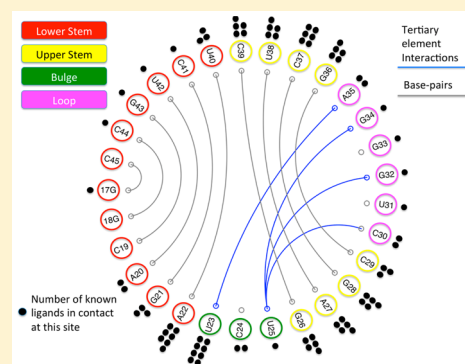 Lower Stem
Upper Stem
Bulge
Loop
Tertiary
element
Interactions
Base-pairs
U40
C39
U38
C37
G36
A35
G34
G33
G32
U31
C30
C29
G28
A27
G26
U25
C24
U23
A22
G21
A20
C19
18G
17G
C45
C44
G43
U42
C41
Number of known
ligands in contact
at this site